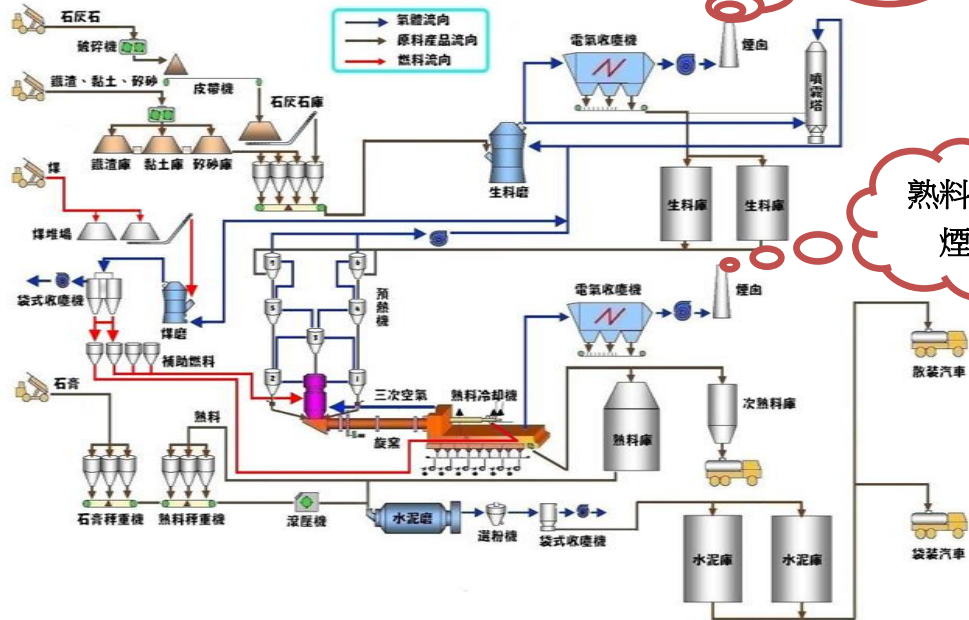 石灰石
破碎機
鐵渣、黏土、矽砂
皮帶機
石灰石庫
鐵渣庫
黏土庫
矽砂庫
氣體流向
原料產品流向
燃料流向
電氣收塵機
煙囪
噴霧塔
生料磨
生料庫
生料庫
煤
煤堆場
袋式收塵機
煤磨
補助燃料
預熱機
電氣收塵機
煙囪
熟料
煙
三次空氣
熟料冷却機
旋窯
熟料庫
次熟料庫
散裝汽車
石膏
熟料
石膏秤重機
熟料秤重機
滾壓機
水泥磨
選粉機
袋式收塵機
水泥庫
水泥庫
袋裝汽車